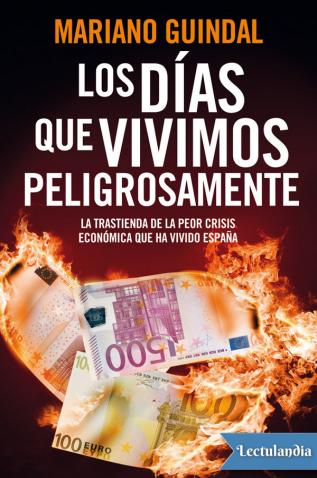 MARIANO GUINDAL
LOS DÍAS
QUE VIVIMOS
PELIGROSAMENTE
LA TRASTIENDA DE LA PEOR CRISIS
ECONÓMICA QUE HA VIVIDO ESPAÑA
500
100 EURO
Lectulandia